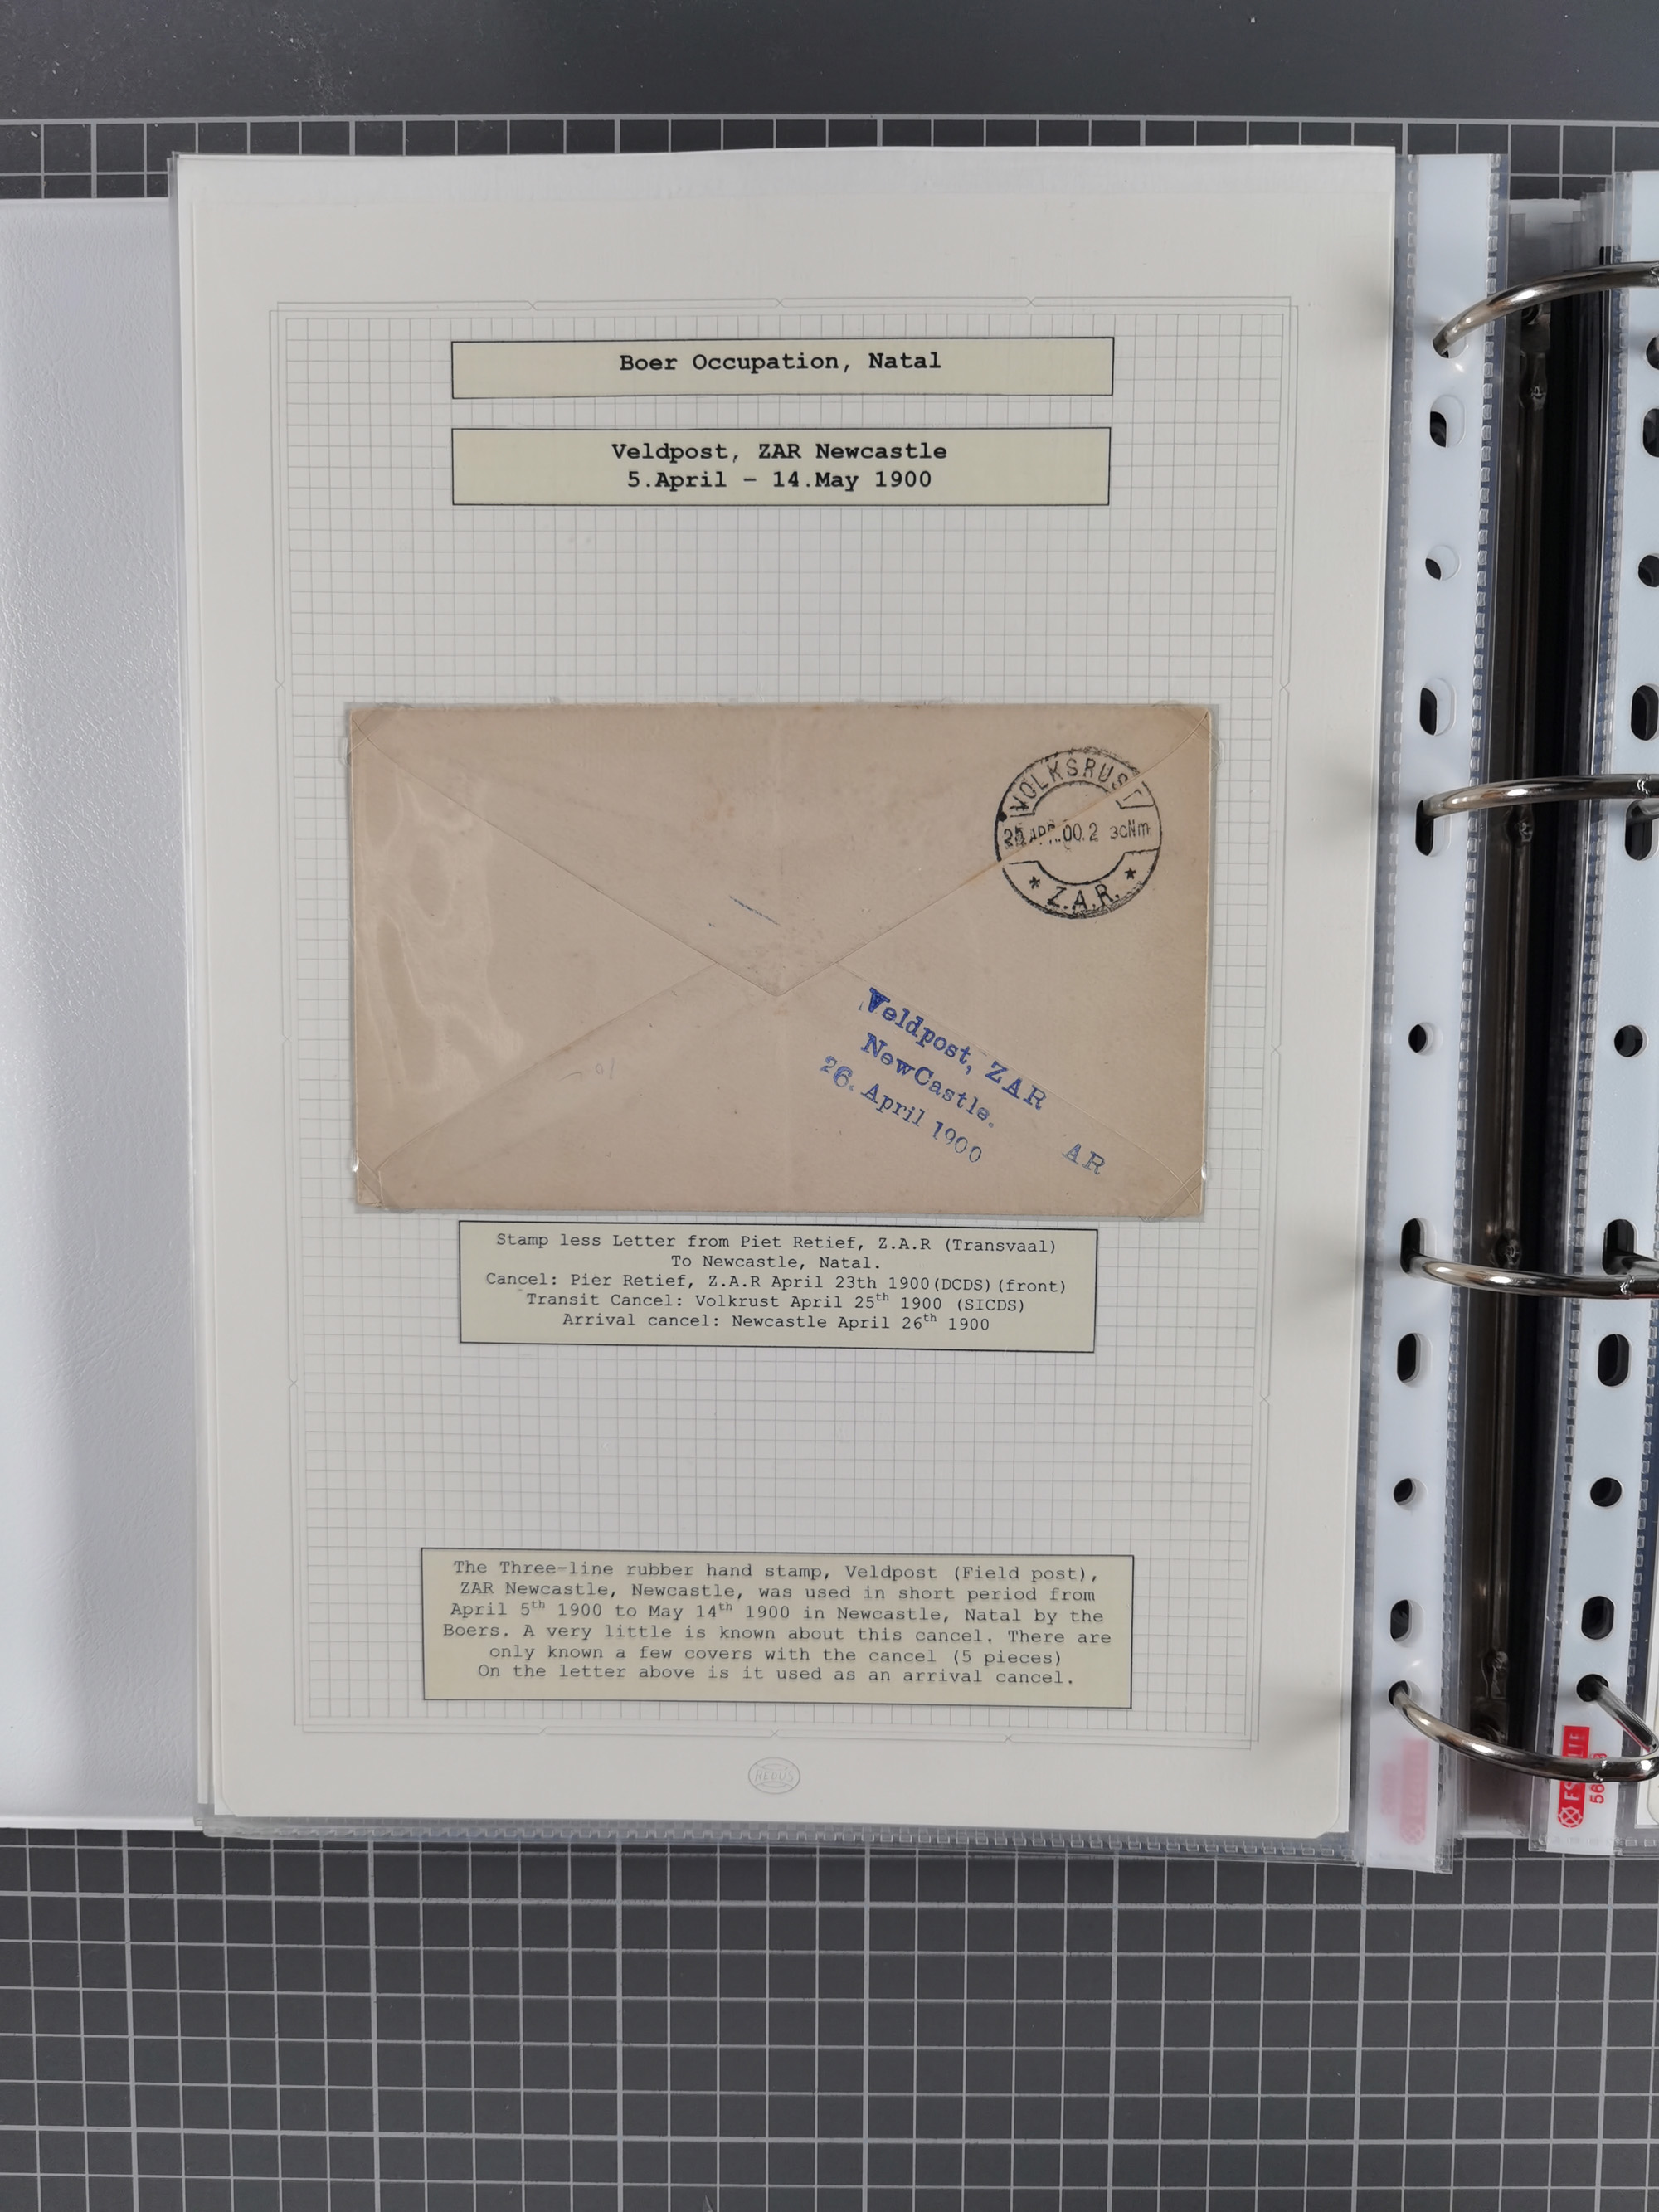 Boer Occupation, Natal
Veldpost, ZAR Newcastle
5.April – 14.May 1900
VOLKSRUST
25 APR.00.2 30Nm
* Z.A.R. *
Veldpost, ZAR
NewCastle.
26. April 1900
AR
Stamp less Letter from Piet Retief, Z.A.R (Transvaal)
To Newcastle, Natal.
Cancel: Pier Retief, Z.A.R April 23th 1900(DCDS)(front)
Transit Cancel: Volkrust April 25th 1900 (SICDS)
Arrival cancel: Newcastle April 26th 1900
The Three-line rubber hand stamp, Veldpost (Field post),
ZAR Newcastle, Newcastle, was used in short period from
April 5th 1900 to May 14th 1900 in Newcastle, Natal by the
Boers. A very little is known about this cancel. There are
only known a few covers with the cancel (5 pieces)
On the letter above is it used as an arrival cancel.